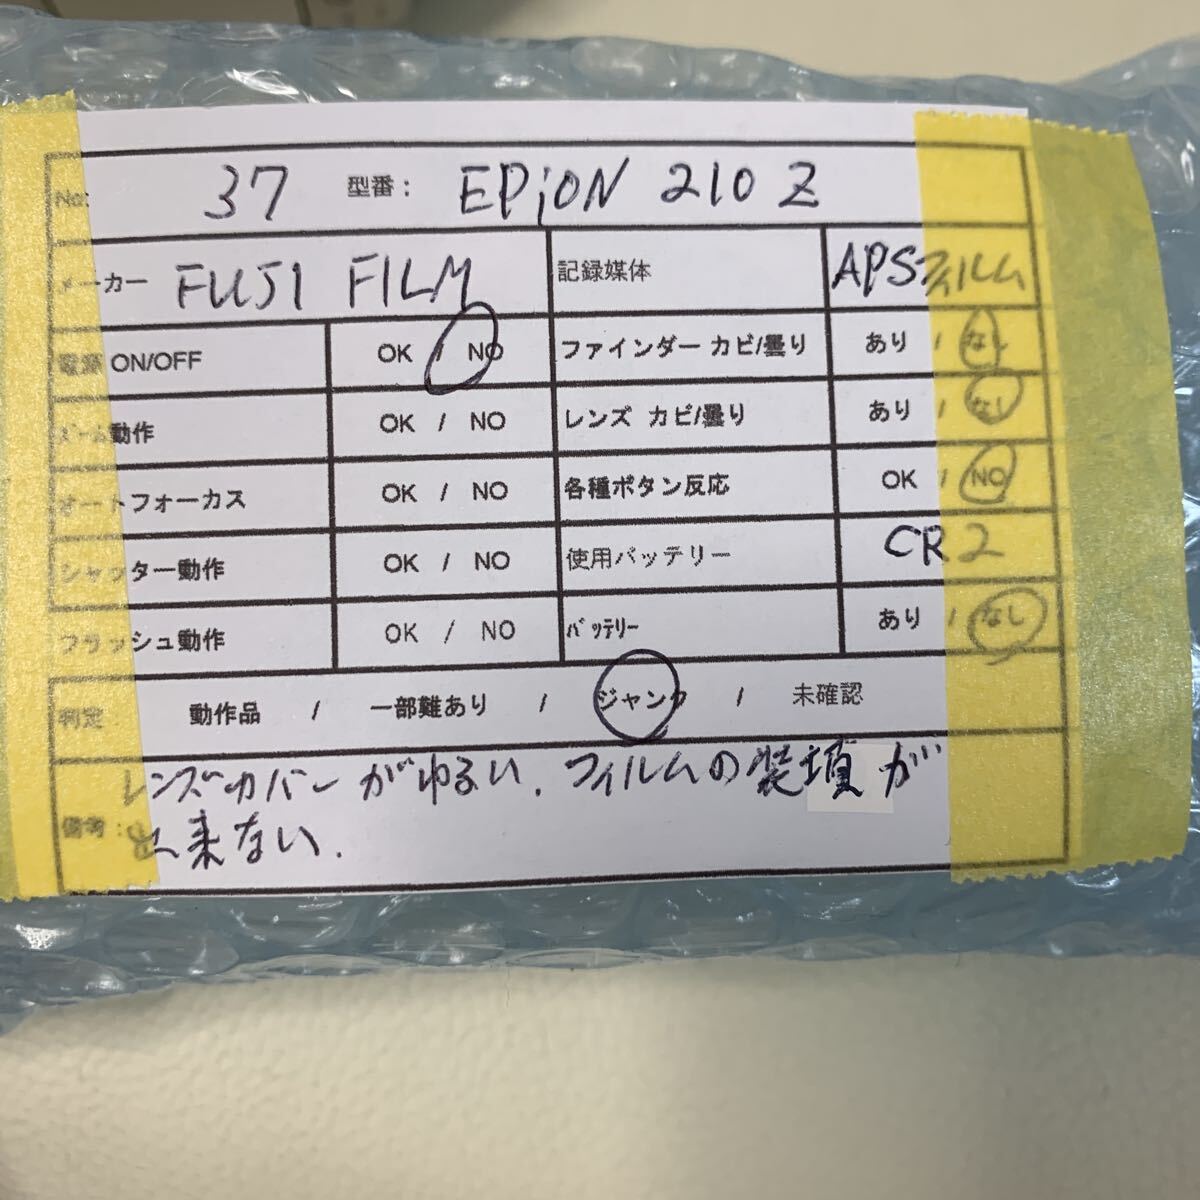 No: 37 型番: EPiON 210 Z
メーカー FUJI FILM 記録媒体 APSフィルム
電源 ON/OFF OK / NO ファインダー カビ/曇り あり / なし
ズーム動作 OK / NO レンズ カビ/曇り あり / なし
オートフォーカス OK / NO 各種ボタン反応 OK / NO
シャッター動作 OK / NO 使用バッテリー CR2
フラッシュ動作 OK / NO バッテリー あり / なし
判定: 動作品 / 一部難あり / ジャンク / 未確認
備考: レンズカバーがゆるい。フィルムの装填が
出来ない.